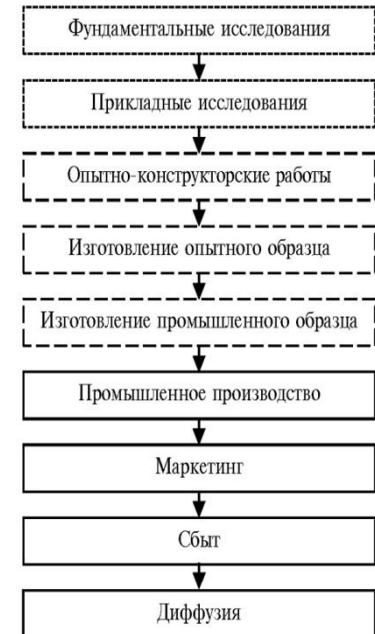 Фундаментальные исследования
Прикладные исследования
Опытно-конструкторские работы
Изготовление опытного образца
Изготовление промышленного образца
Промышленное производство
Маркетинг
Сбыт
Диффузия